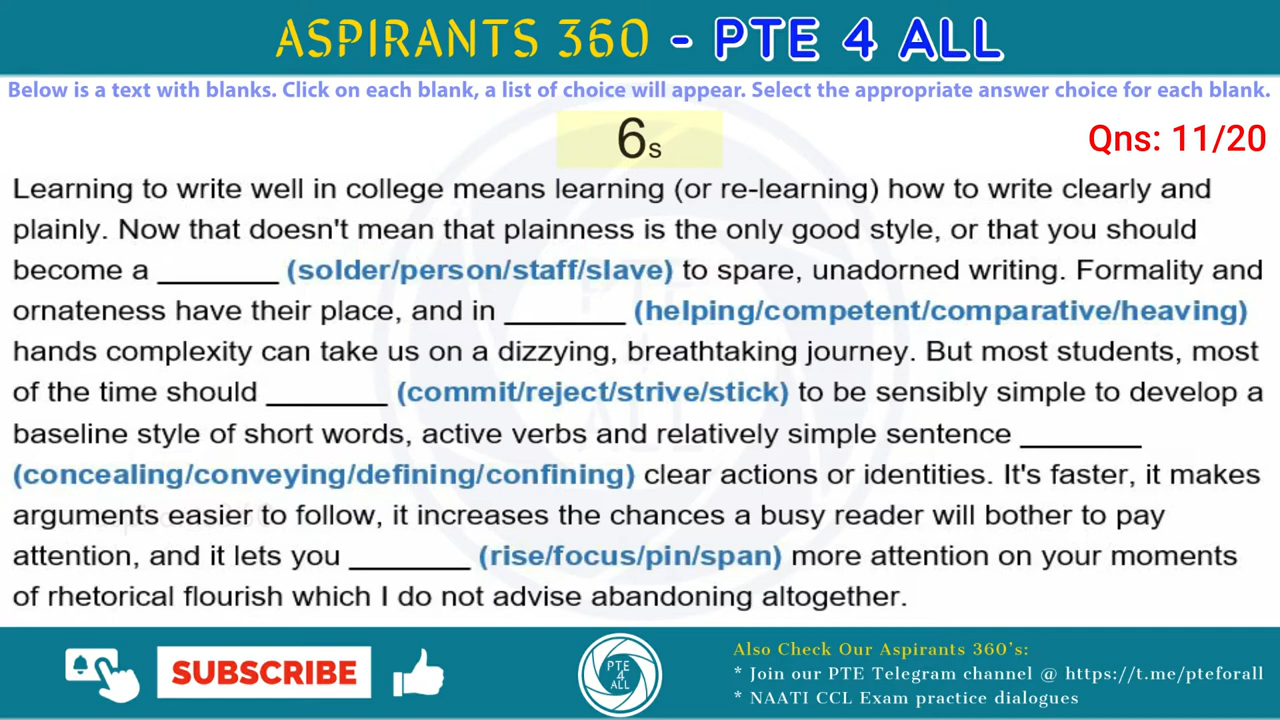 ASPIRANTS 360 - PTE 4 ALL
Below is a text with blanks. Click on each blank, a list of choice will appear. Select the appropriate answer choice for each blank.
6s
Qns: 11/20
Learning to write well in college means learning (or re-learning) how to write clearly and
plainly. Now that doesn't mean that plainness is the only good style, or that you should
become a ________ (solder/person/staff/slave) to spare, unadorned writing. Formality and
ornateness have their place, and in ________ (helping/competent/comparative/heaving)
hands complexity can take us on a dizzying, breathtaking journey. But most students, most
of the time should ________ (commit/reject/strive/stick) to be sensibly simple to develop a
baseline style of short words, active verbs and relatively simple sentence ________
(concealing/conveying/defining/confining) clear actions or identities. It's faster, it makes
arguments easier to follow, it increases the chances a busy reader will bother to pay
attention, and it lets you ________ (rise/focus/pin/span) more attention on your moments
of rhetorical flourish which I do not advise abandoning altogether.
SUBSCRIBE
PTE
4
ALL
Also Check Our Aspirants 360's:
* Join our PTE Telegram channel @ https://t.me/pteforall
* NAATI CCL Exam practice dialogues